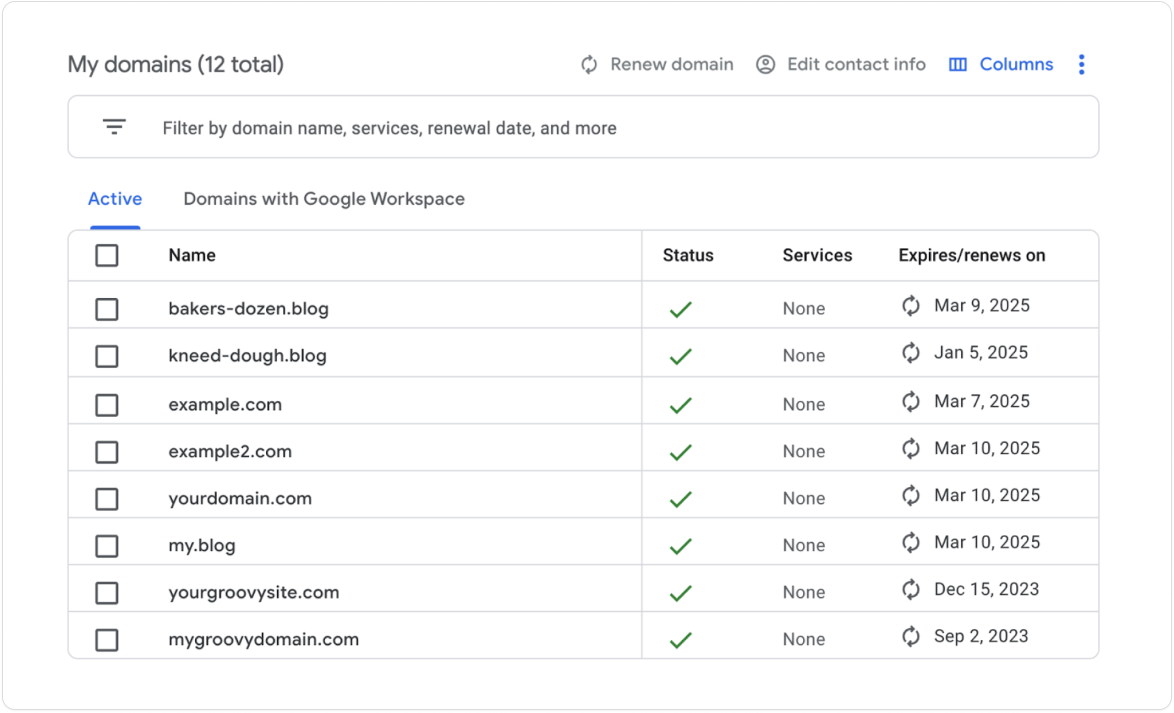 My domains (12 total) Renew domain Edit contact info Columns
Filter by domain name, services, renewal date, and more
Active Domains with Google Workspace
Name Status Services Expires/renews on
bakers-dozen.blog None Mar 9, 2025
kneed-dough.blog None Jan 5, 2025
example.com None Mar 7, 2025
example2.com None Mar 10, 2025
yourdomain.com None Mar 10, 2025
my.blog None Mar 10, 2025
yourgroovysite.com None Dec 15, 2023
mygroovydomain.com None Sep 2, 2023